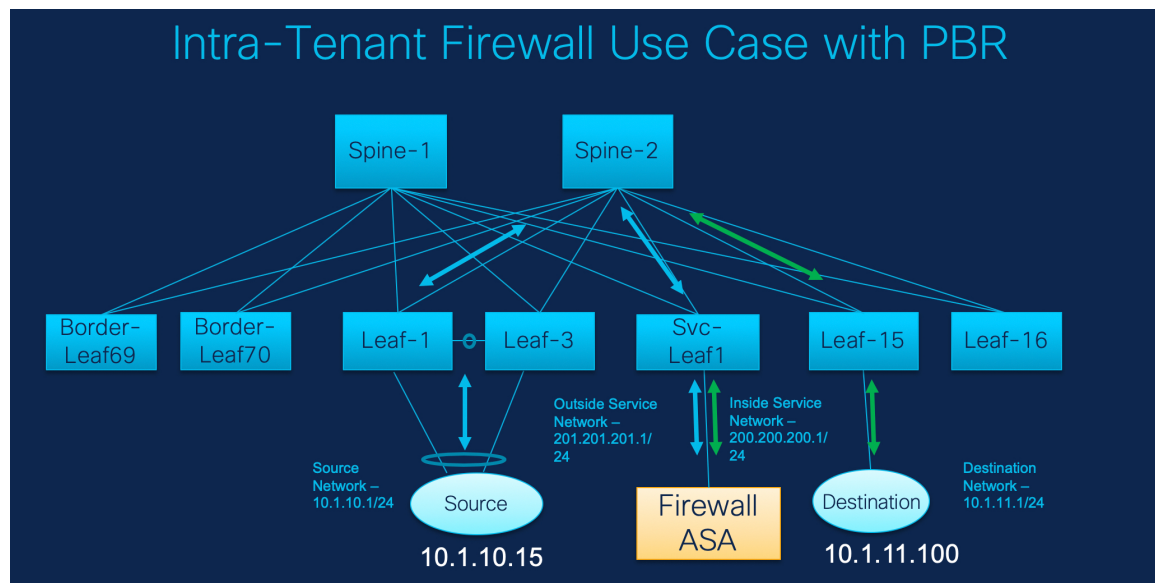 Intra-Tenant Firewall Use Case with PBR
Spine-1
Spine-2
Border-
Leaf69
Border-
Leaf70
Leaf-1
Leaf-3
Svc-
Leaf1
Leaf-15
Leaf-16
Outside Service
Network –
201.201.201.1/
24
Inside Service
Network –
200.200.200.1/
24
Source
Network –
10.1.10.1/24
Source
10.1.10.15
Firewall
ASA
Destination
10.1.11.100
Destination
Network –
10.1.11.1/24